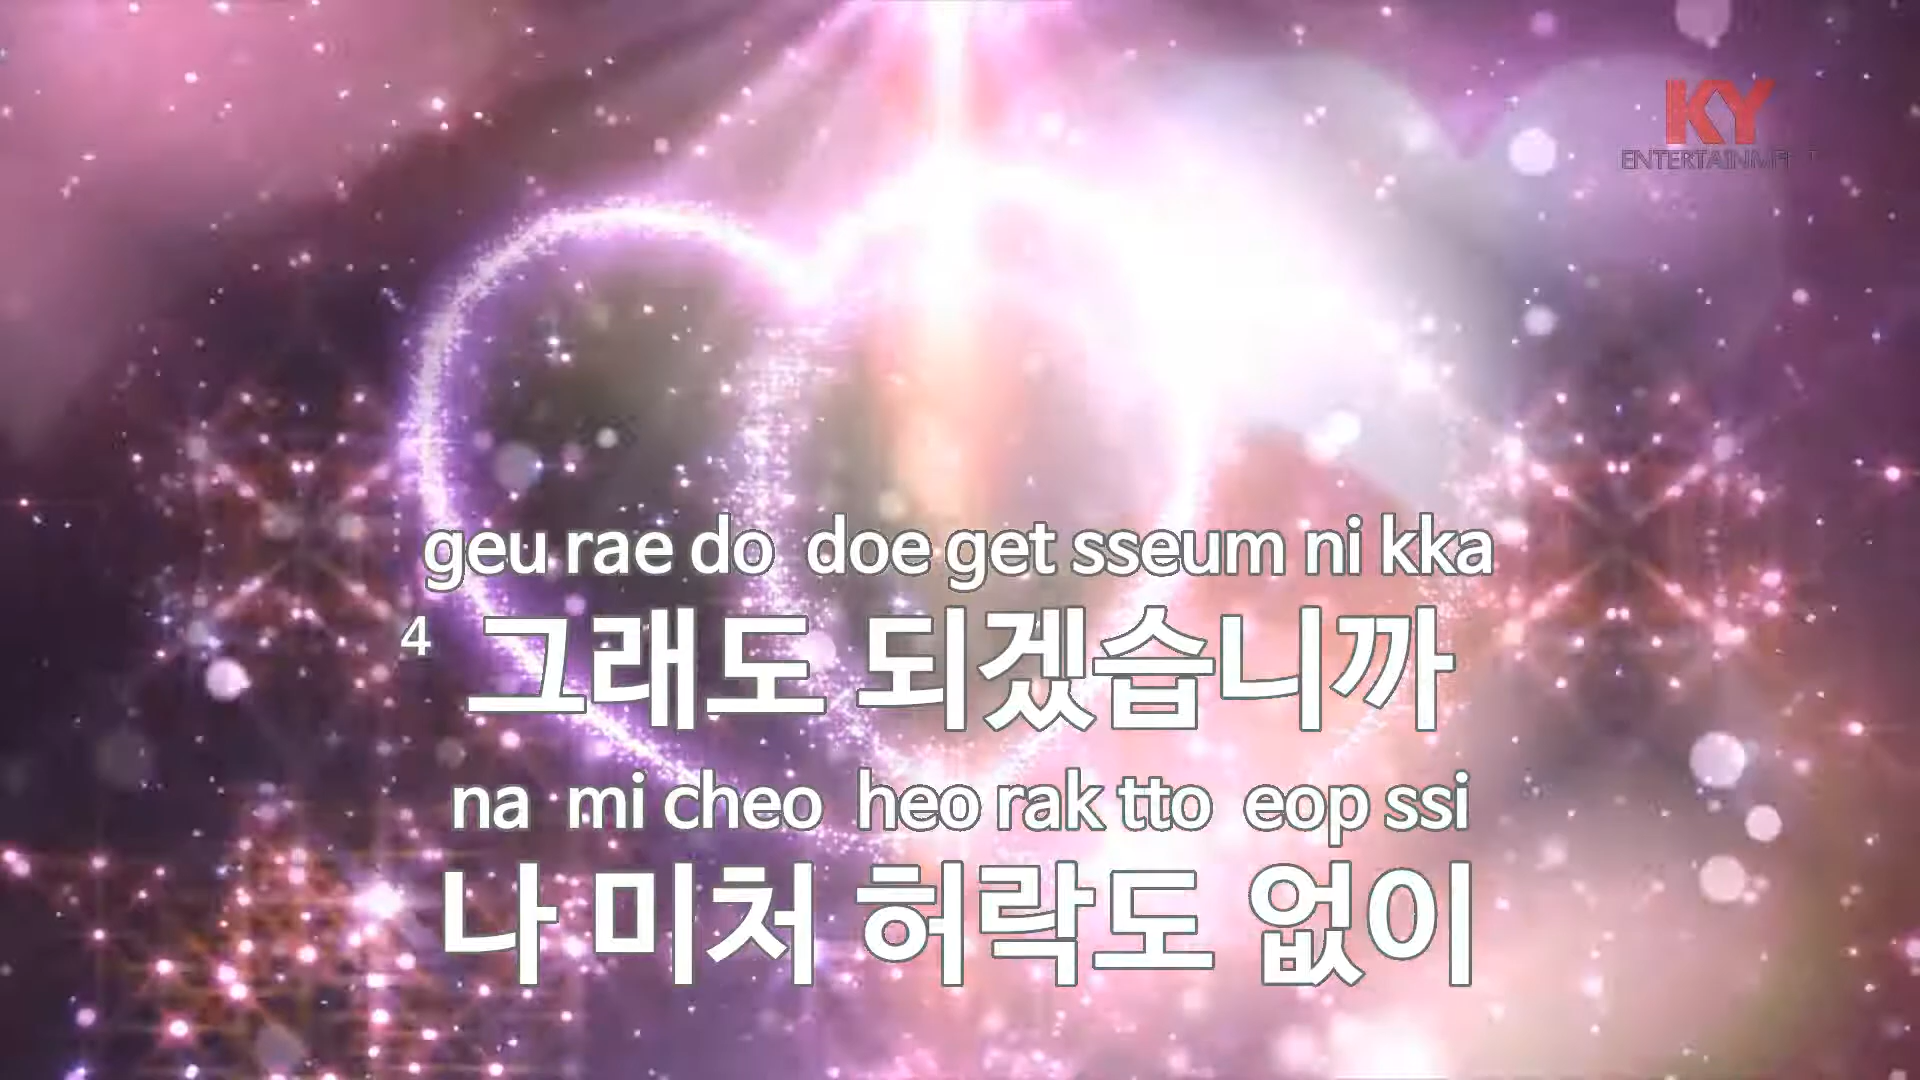 KY
ENTERTAINMENT
geu rae do doe get sseum ni kka
4 그래도 되겠습니까
na mi cheo heo rak tto eop ssi
나 미처 허락도 없이